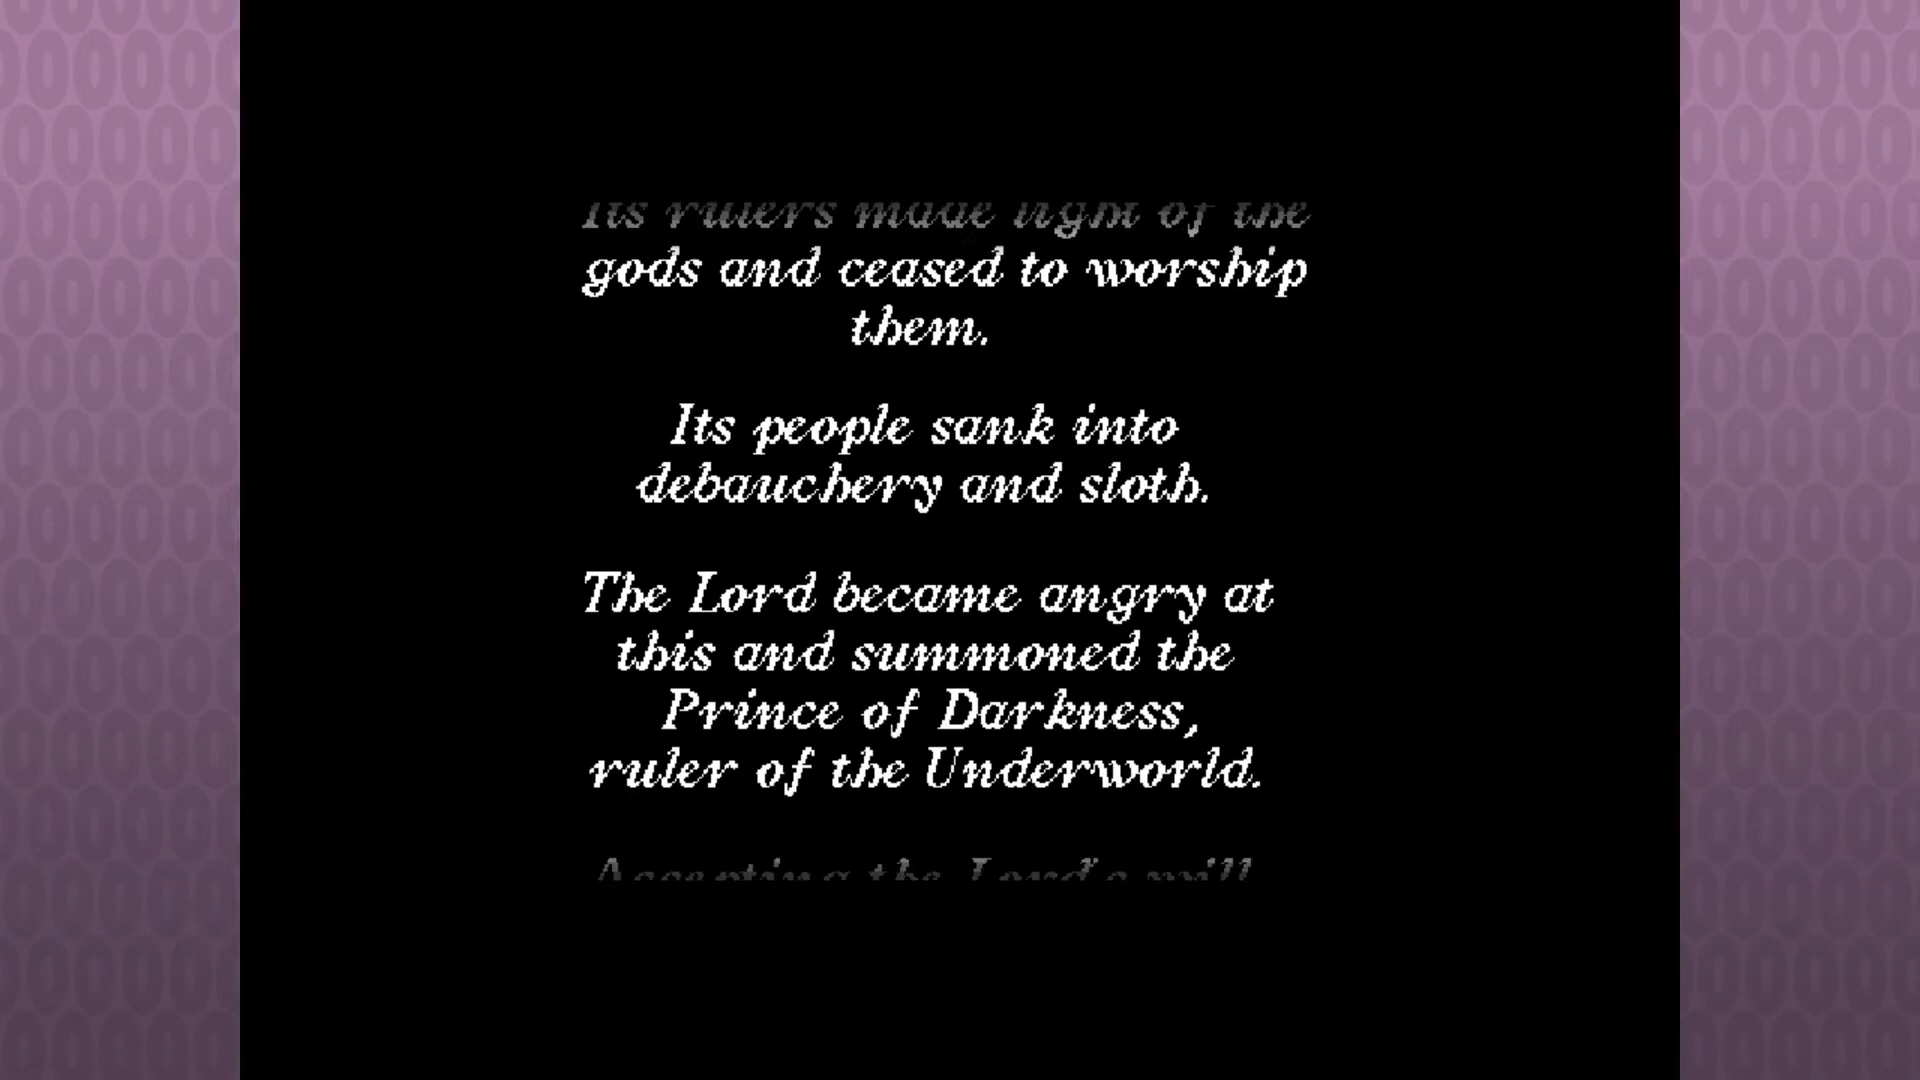 Its rulers made light of the
gods and ceased to worship
them.
Its people sank into
debauchery and sloth.
The Lord became angry at
this and summoned the
Prince of Darkness,
ruler of the Underworld.
Accepting the Lord's will